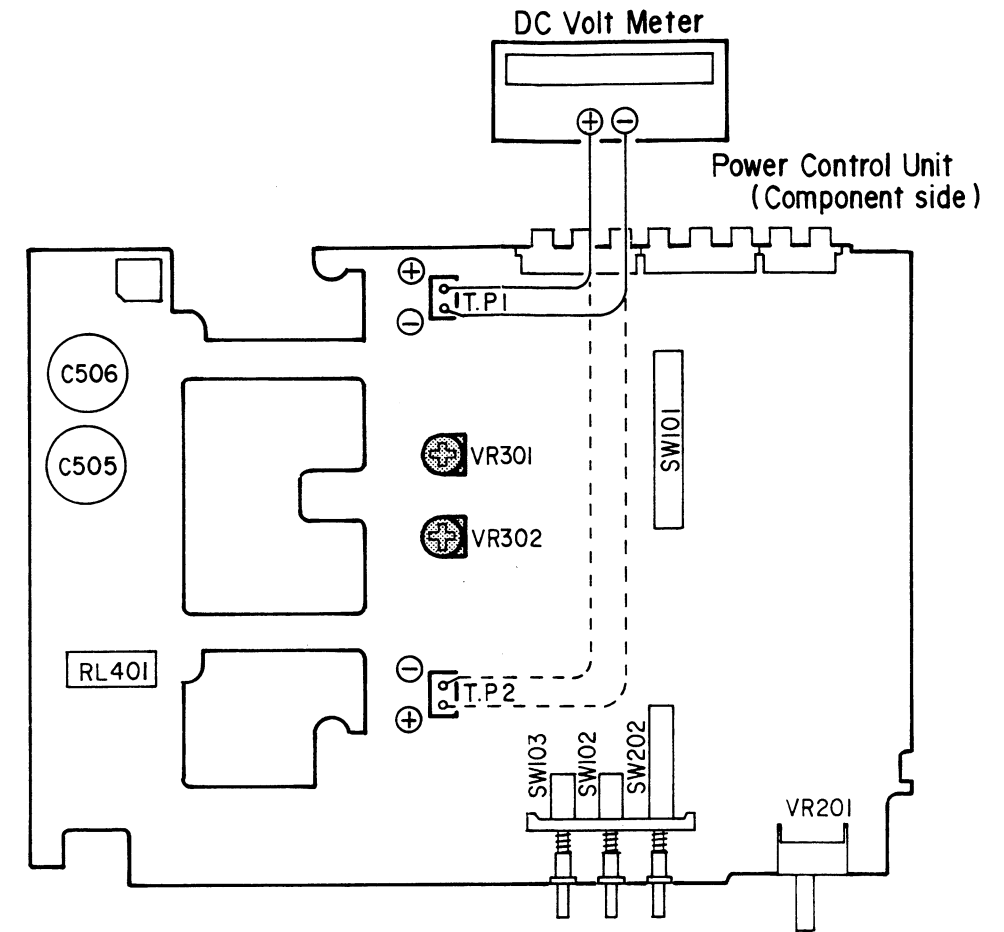 DC Volt Meter
⊕ ⊖
Power Control Unit
(Component side)
⊕
T.P1
⊖
C506
C505
SW101
VR301
VR302
RL401
⊖
T.P2
⊕
SW103
SW102
SW202
VR201